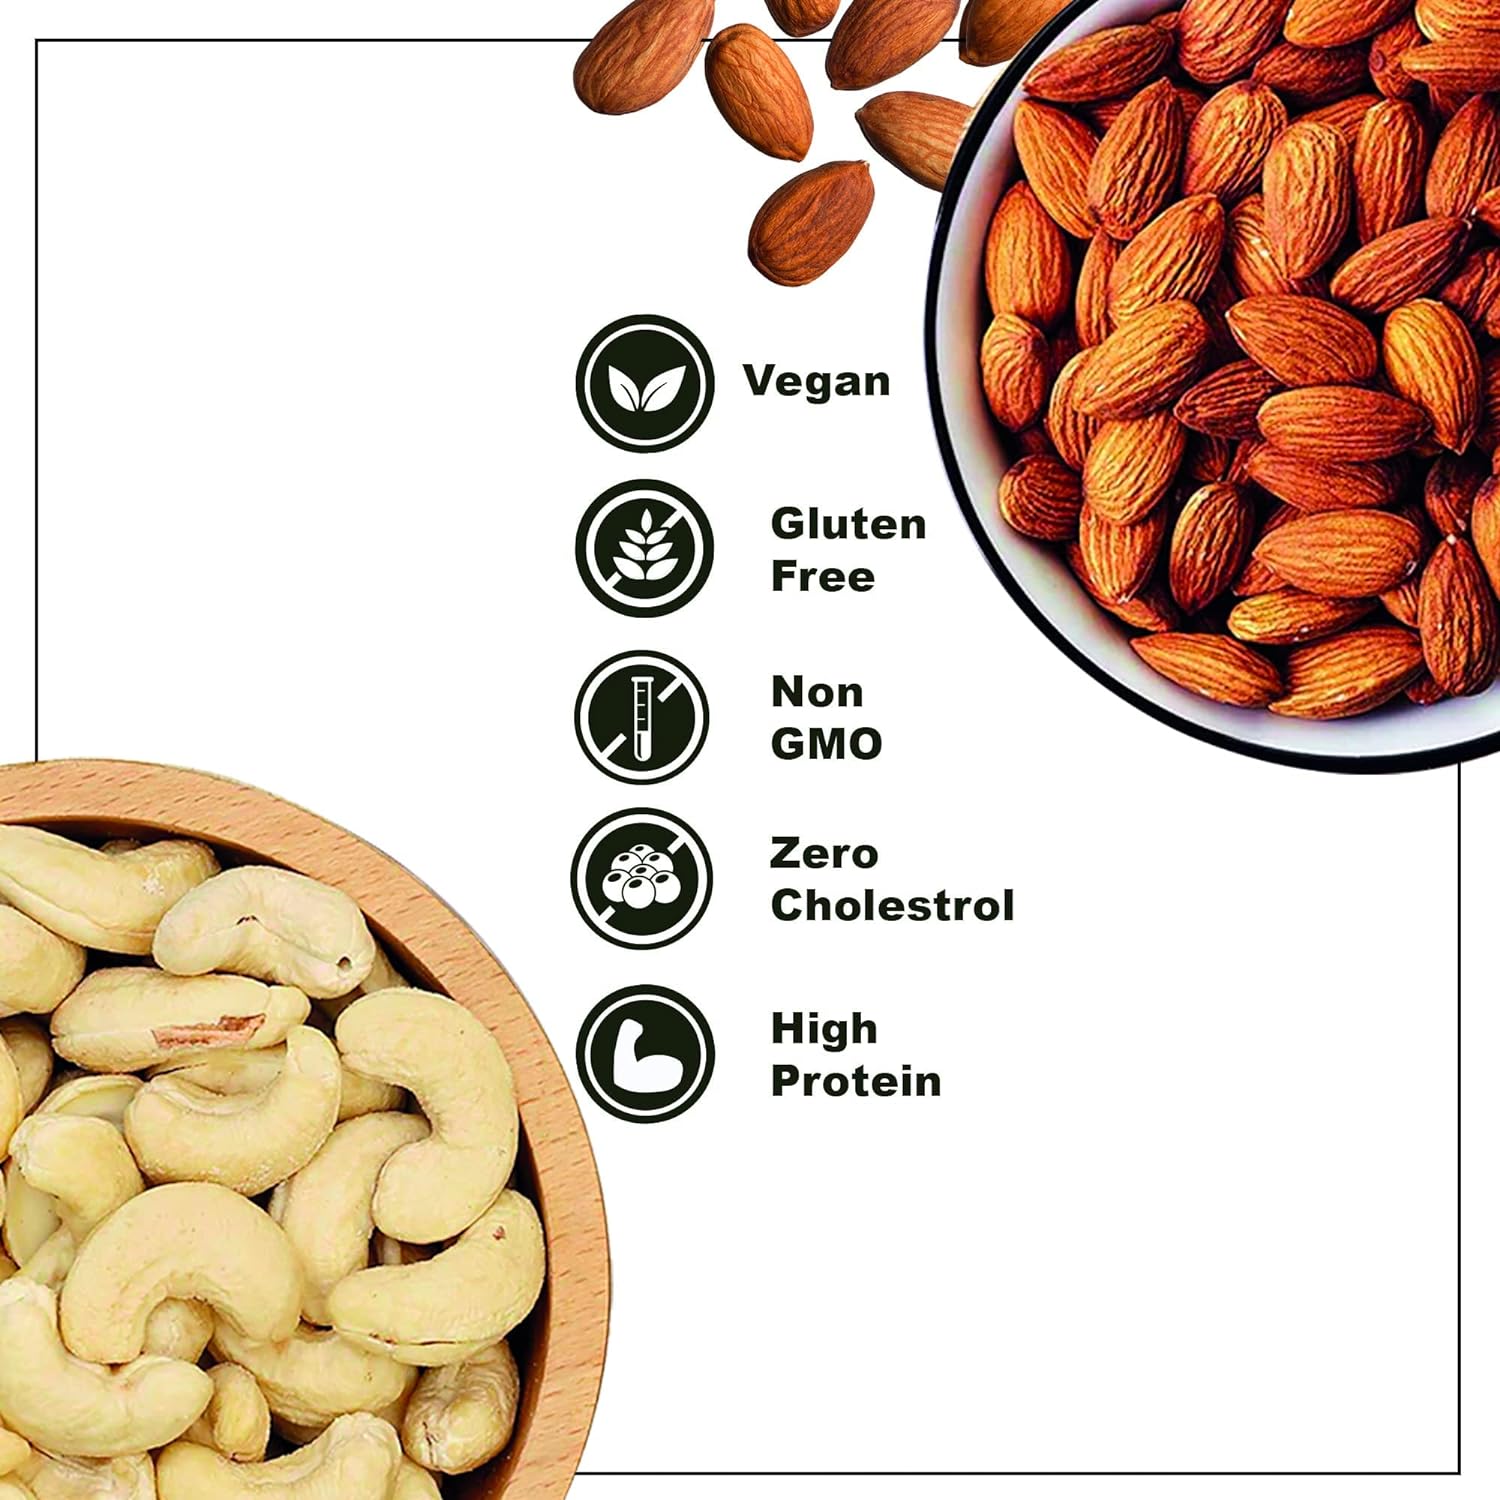 Vegan
Gluten
Free
Non
GMO
Zero
Cholestrol
High
Protein